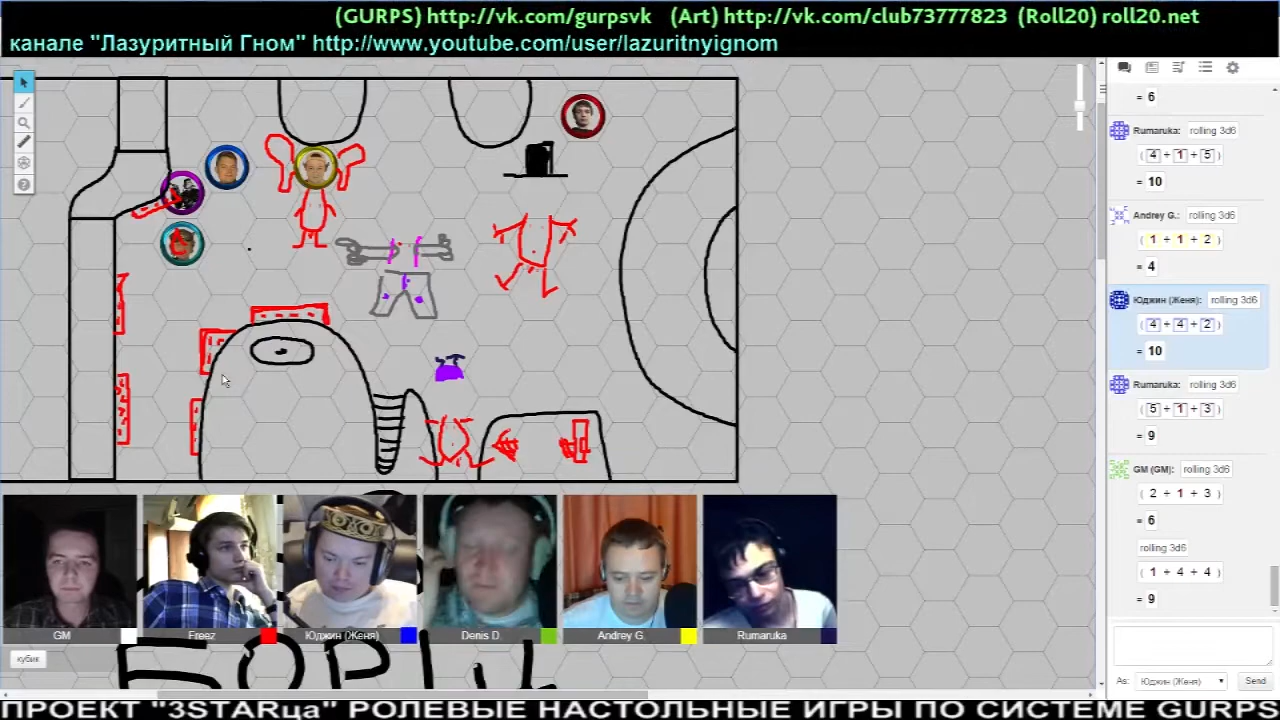 (GURPS) http://vk.com/gurpsvk (Art) http://vk.com/club73777823 (Roll20) roll20.net
канале "Лазуритный Гном" http://www.youtube.com/user/lazuritnyignom
= 6
Rumaruka: rolling 3d6
( 4 + 1 + 5 )
= 10
Andrey G.: rolling 3d6
( 1 + 1 + 2 )
= 4
Юджин (Женя): rolling 3d6
( 4 + 4 + 2 )
= 10
Rumaruka: rolling 3d6
( 5 + 1 + 3 )
= 9
GM (GM): rolling 3d6
( 2 + 1 + 3 )
= 6
rolling 3d6
( 1 + 4 + 4 )
= 9
GM Freez Юджин (Женя) Denis D. Andrey G. Rumaruka
кубик
As: Юджин (Женя) Send
ПРОЕКТ "3STARца" РОЛЕВЫЕ НАСТОЛЬНЫЕ ИГРЫ ПО СИСТЕМЕ GURPS